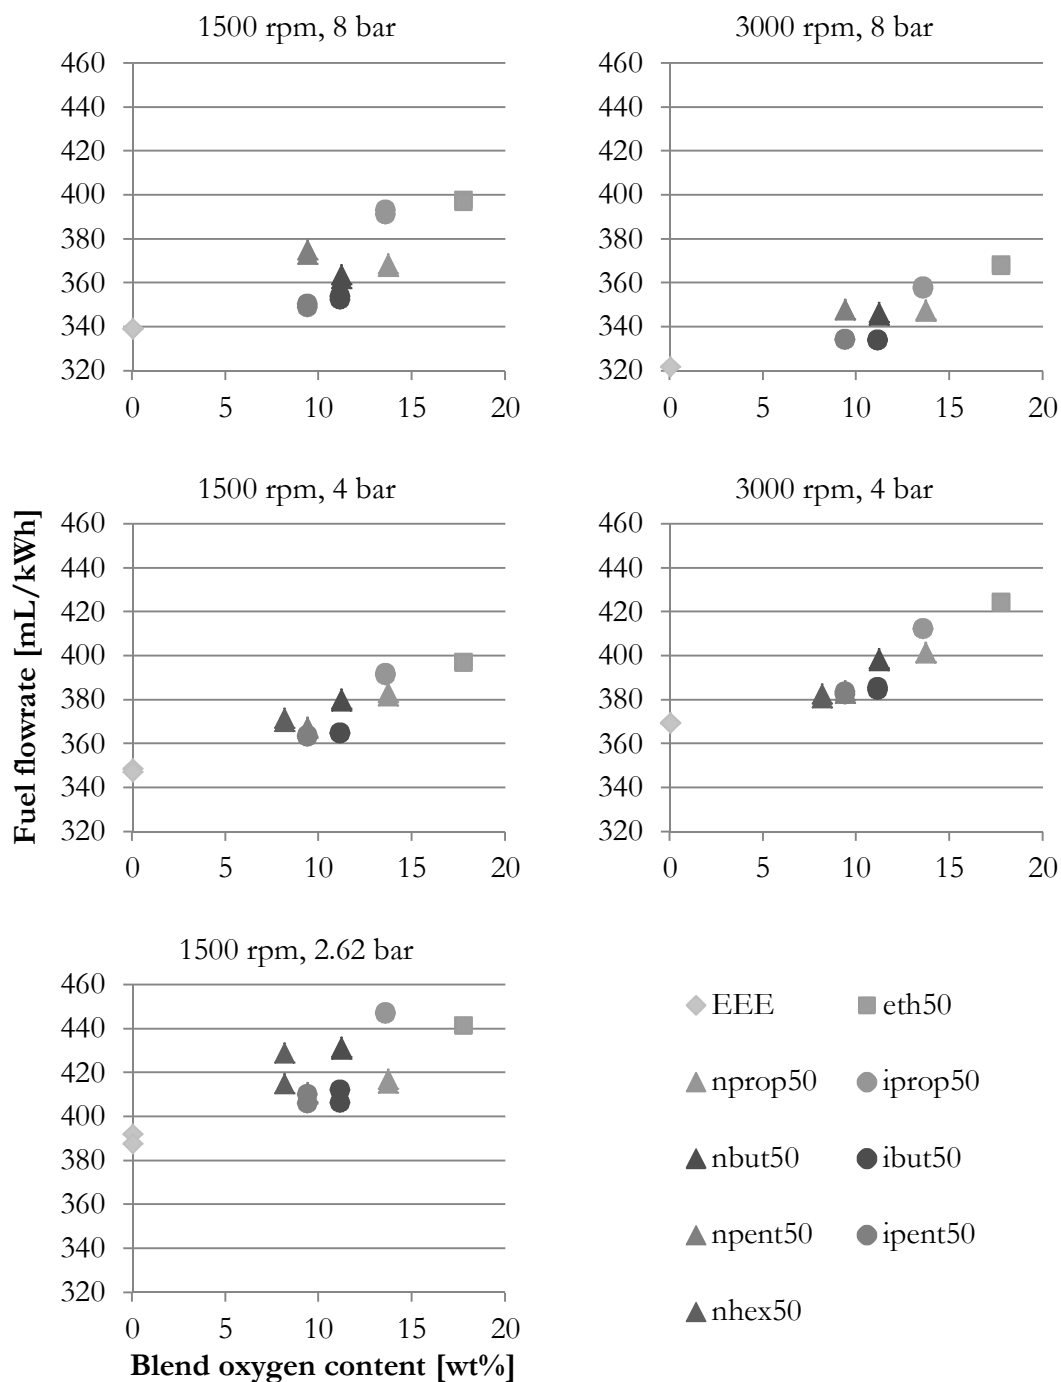 1500 rpm, 8 bar
460
440
420
400
380
360
340
320
0 5 10 15 20
3000 rpm, 8 bar
460
440
420
400
380
360
340
320
0 5 10 15 20
Fuel flowrate [mL/kWh]
1500 rpm, 4 bar
460
440
420
400
380
360
340
320
0 5 10 15 20
3000 rpm, 4 bar
460
440
420
400
380
360
340
320
0 5 10 15 20
1500 rpm, 2.62 bar
460
440
420
400
380
360
340
320
0 5 10 15 20
Blend oxygen content [wt%]
EEE eth50
nprop50 iprop50
nbut50 ibut50
npent50 ipent50
nhex50